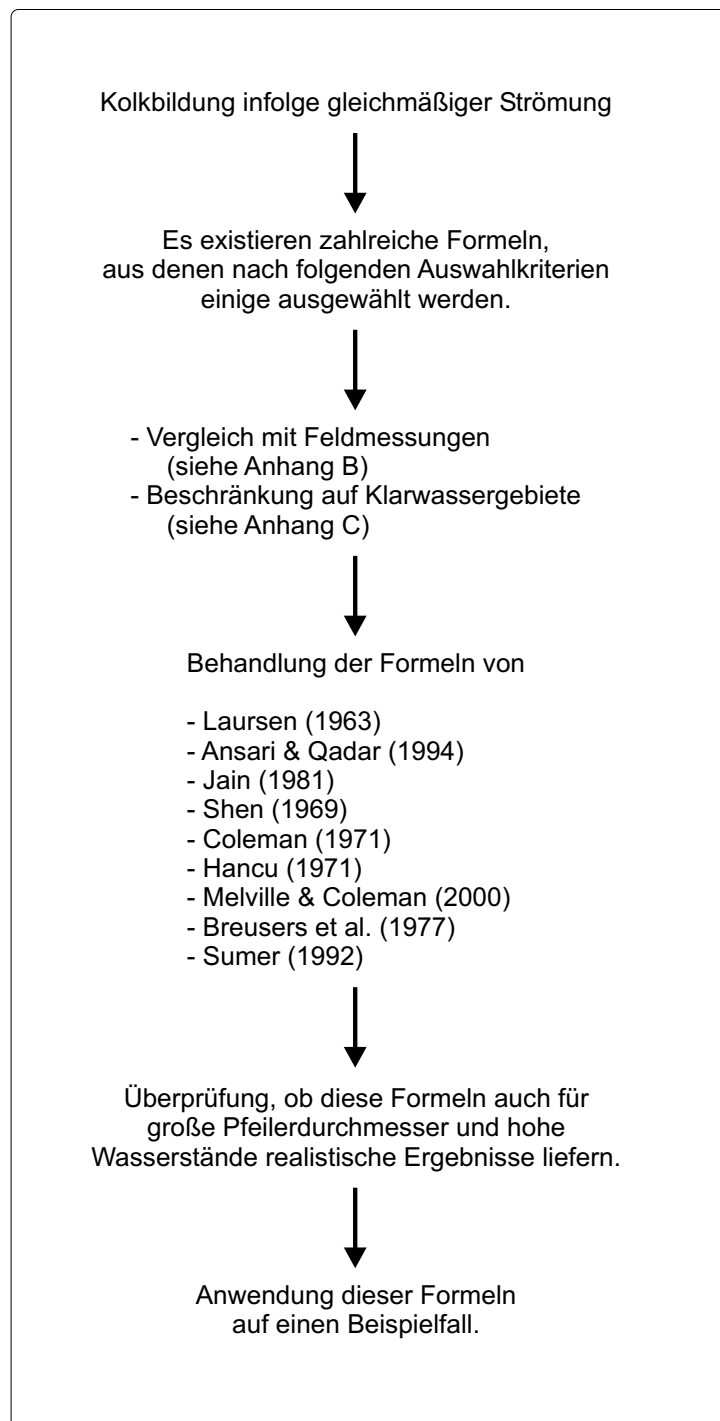 Kolkbildung infolge gleichmäßiger Strömung
Es existieren zahlreiche Formeln,
aus denen nach folgenden Auswahlkriterien
einige ausgewählt werden.
- Vergleich mit Feldmessungen
(siehe Anhang B)
- Beschränkung auf Klarwassergebiete
(siehe Anhang C)
Behandlung der Formeln von
- Laursen (1963)
- Ansari & Qadar (1994)
- Jain (1981)
- Shen (1969)
- Coleman (1971)
- Hancu (1971)
- Melville & Coleman (2000)
- Breusers et al. (1977)
- Sumer (1992)
Überprüfung, ob diese Formeln auch für
große Pfeilerdurchmesser und hohe
Wasserstände realistische Ergebnisse liefern.
Anwendung dieser Formeln
auf einen Beispielfall.